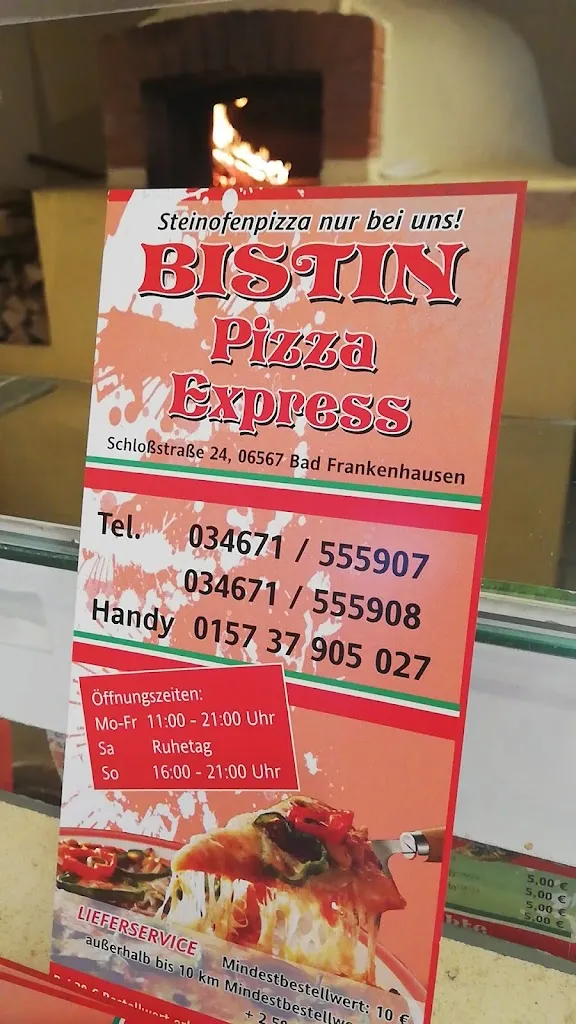 Steinofenpizza nur bei uns!
BISTIN
Pizza
Express
Schloßstraße 24, 06567 Bad Frankenhausen
Tel. 034671 / 555907
034671 / 555908
Handy 0157 37 905 027
Öffnungszeiten:
Mo-Fr 11:00 - 21:00 Uhr
Sa Ruhetag
So 16:00 - 21:00 Uhr
LIEFERSERVICE
Mindestbestellwert: 10 €
außerhalb bis 10 km Mindestbestellwe
5,00 €
5,00 €
5,00 €
5,00 €